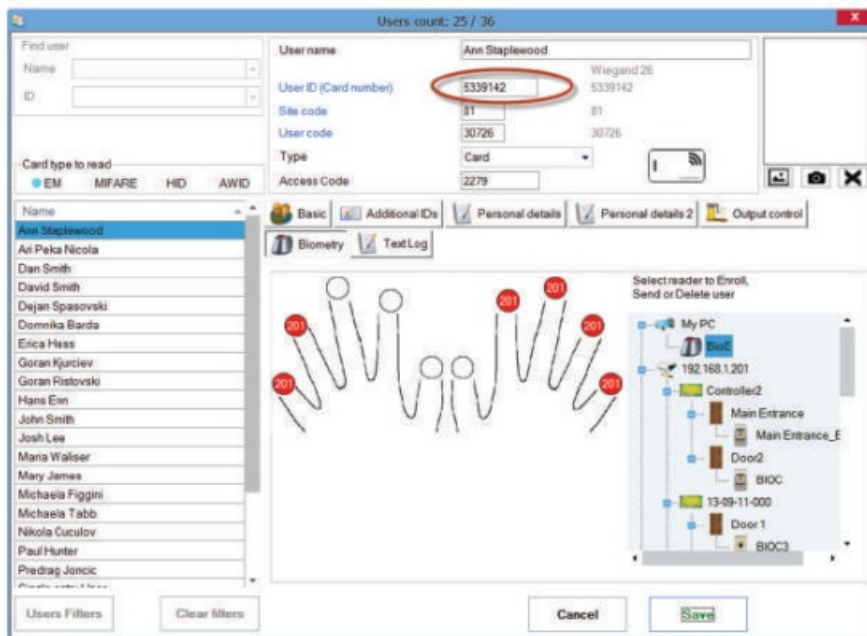 Users count: 25 / 36
x
Find user
Name
ID
User name
Ann Staplewood
Wiegand 26
User ID (Card number)
5339142
5339142
Site code
81
81
User code
30726
30726
Type
Card
Access Code
2279
Card type to read
EM MIFARE HID AWID
Name
Ann Staplewood
Ari Peka Nicola
Dan Smith
David Smith
Dejan Spasovski
Domnika Barda
Erica Hess
Goran Kjurciev
Goran Ristovski
Hans Enn
John Smith
Josh Lee
Maria Waliser
Mary James
Michaela Figgini
Michaela Tabb
Nikola Cuculov
Paul Hunter
Predrag Joncic
Basic Additional IDs Personal details Personal details 2 Output control
Biometry Text Log
201 201 201 201 201 201
Select reader to Enroll,
Send or Delete user
My PC
BioE
192.168.1.201
Controller2
Main Entrance
Main Entrance_E
Door2
BIOC
13-09-11-000
Door 1
BIOC3
Users Filters
Clear filters
Cancel
Save